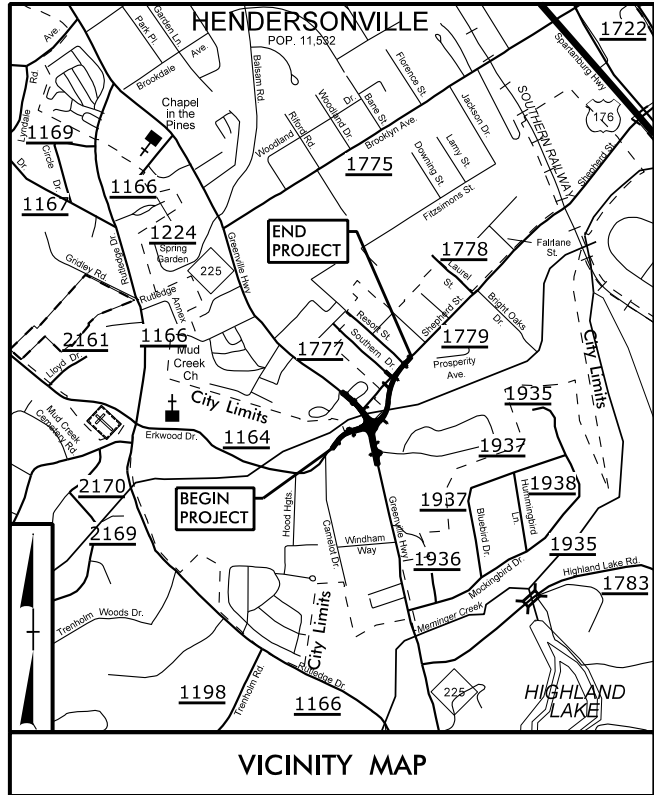 HENDERSONVILLE
POP. 11,532
1722
Ave.
Park Pl.
Garden Ln.
Ave.
Brookdale
Balsam Rd
Florence St.
Spartanburg Hwy
Rd
Lyndale
Chapel
in the
Pines
Woodland Dr.
Riford Rd
Woodland
Dr.
Bane St.
Jackson Dr.
SOUTHERN RAILWAY
176
1169
Brooklyn Ave.
Lamy St.
Downing St.
Shepherd St.
Circle
Dr.
Dr.
1166
1775
1167
Fitzsimons St.
1224
Spring
Garden
225
Greenville Hwy
END
PROJECT
1778
Fairlane
St.
Gridley Rd.
Rutledge Dr.
Rutledge
Annex
Laurel
St.
Bright Oaks
Dr.
Resort St.
Southern Dr.
Shepherd St.
2161
Lloyd Dr.
1166
Mud
Creek
Ch
1777
1779
Prosperity
Ave.
City Limits
City Limits
1935
Mud Creek
Cemetery Rd
Erkwood Dr.
1164
1937
2170
BEGIN
PROJECT
Hood Hgts.
Camelot Dr.
Greenville Hwy
1937
Bluebird Dr.
Hummingbird
Ln.
1938
2169
Windham
Way
1936
Mockingbird Dr.
1935
Highland Lake Rd.
1783
Trenholm Woods Dr.
Meminger Creek
City Limits
Rutledge Dr.
1198
Trenholm Rd.
1166
225
HIGHLAND
LAKE
VICINITY MAP